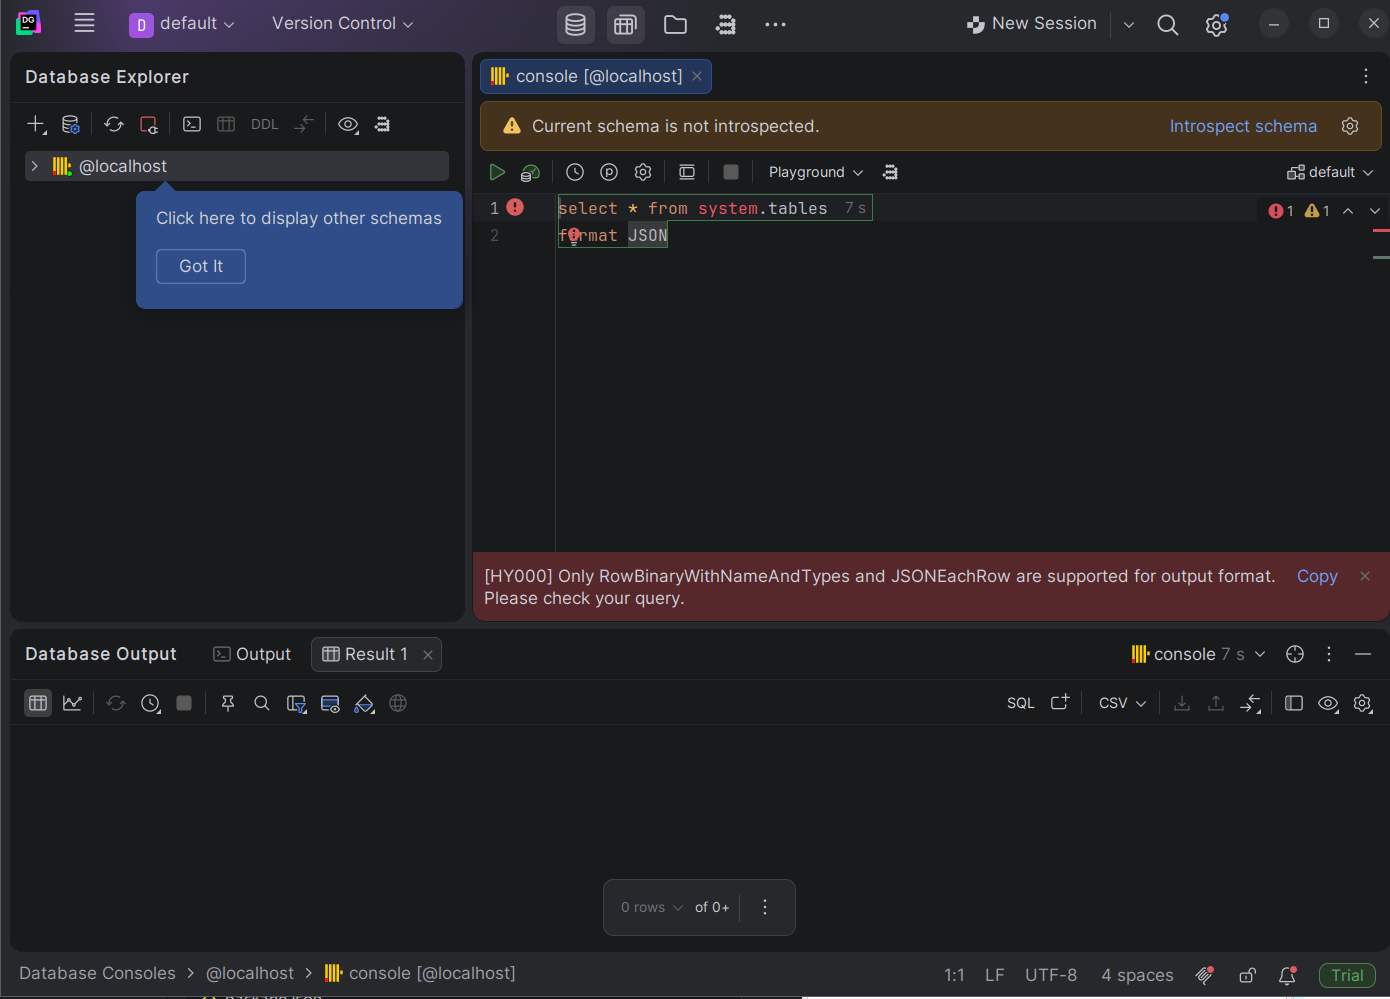 DG
D default
Version Control
New Session
Database Explorer
DDL
@localhost
Click here to display other schemas
Got It
console [@localhost]
Current schema is not introspected.
Introspect schema
Playground
default
1 select * from system.tables 7 s
1 1
2 format JSON
[HY000] Only RowBinaryWithNameAndTypes and JSONEachRow are supported for output format. Copy
Please check your query.
Database Output
Output
Result 1
console 7 s
SQL
CSV
0 rows of 0+
Database Consoles > @localhost > console [@localhost]
1:1 LF UTF-8 4 spaces
Trial